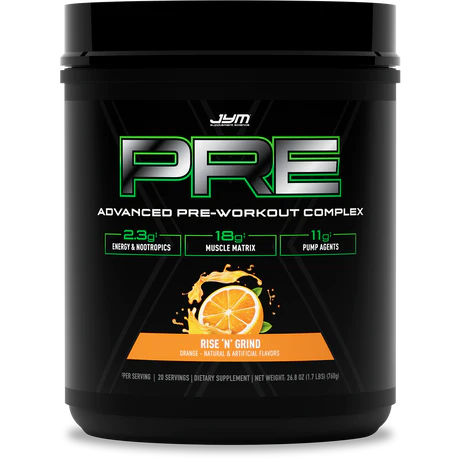 JYM
supplement science
PRE
ADVANCED PRE-WORKOUT COMPLEX
2.3g‡ 18g‡ 11g‡
ENERGY & NOOTROPICS MUSCLE MATRIX PUMP AGENTS
RISE 'N' GRIND
ORANGE - NATURAL & ARTIFICIAL FLAVORS
‡PER SERVING | 20 SERVINGS | DIETARY SUPPLEMENT | NET WEIGHT: 26.8 OZ (1.7 LBS) (760g)